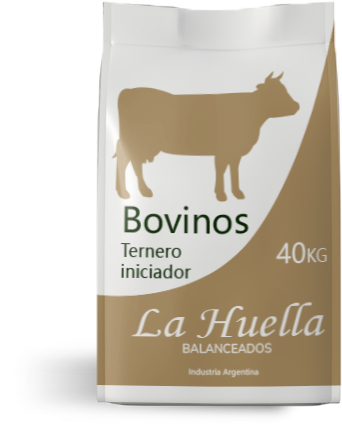 Bovinos
Ternero
iniciador
40KG
La Huella
BALANCEADOS
Industria Argentina